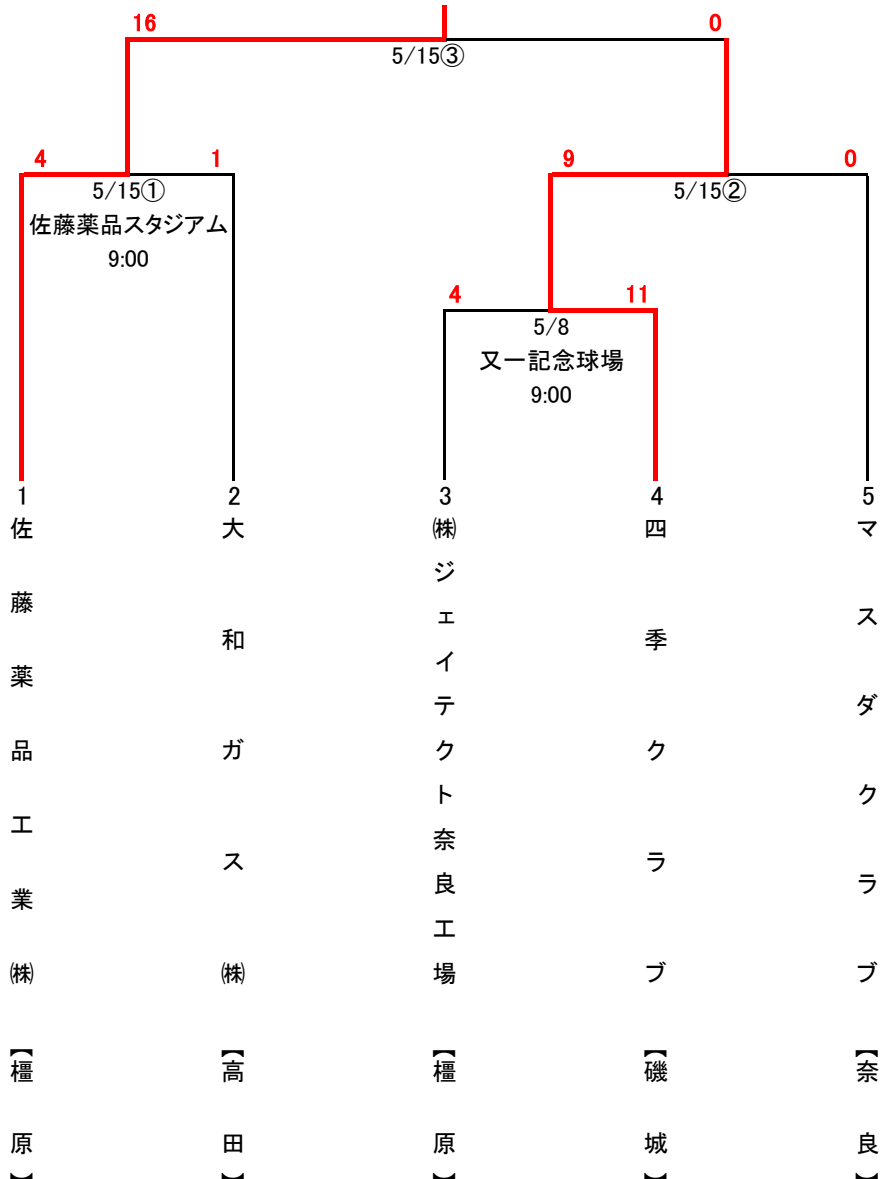 16
0
5/15③
4
1
9
0
5/15①
5/15②
佐藤薬品スタジアム
9:00
4
11
5/8
又一記念球場
9:00
1
2
3
4
5
佐藤薬品工業㈱【橿原】
大和ガス㈱【高田】
㈱ジェイテクト奈良工場【橿原】
四季クラブ【磯城】
マスダクラブ【奈良】